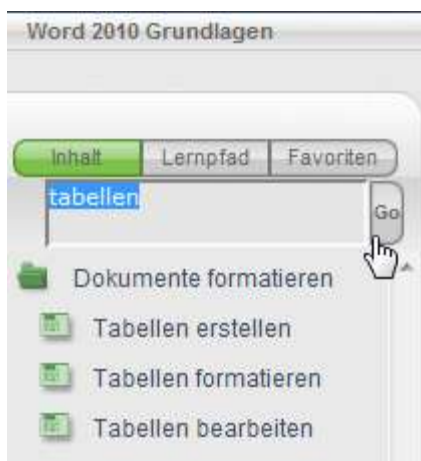 Word 2010 Grundlagen
Inhalt Lernpfad Favoriten
tabellen
Go
Dokumente formatieren
Tabellen erstellen
Tabellen formatieren
Tabellen bearbeiten